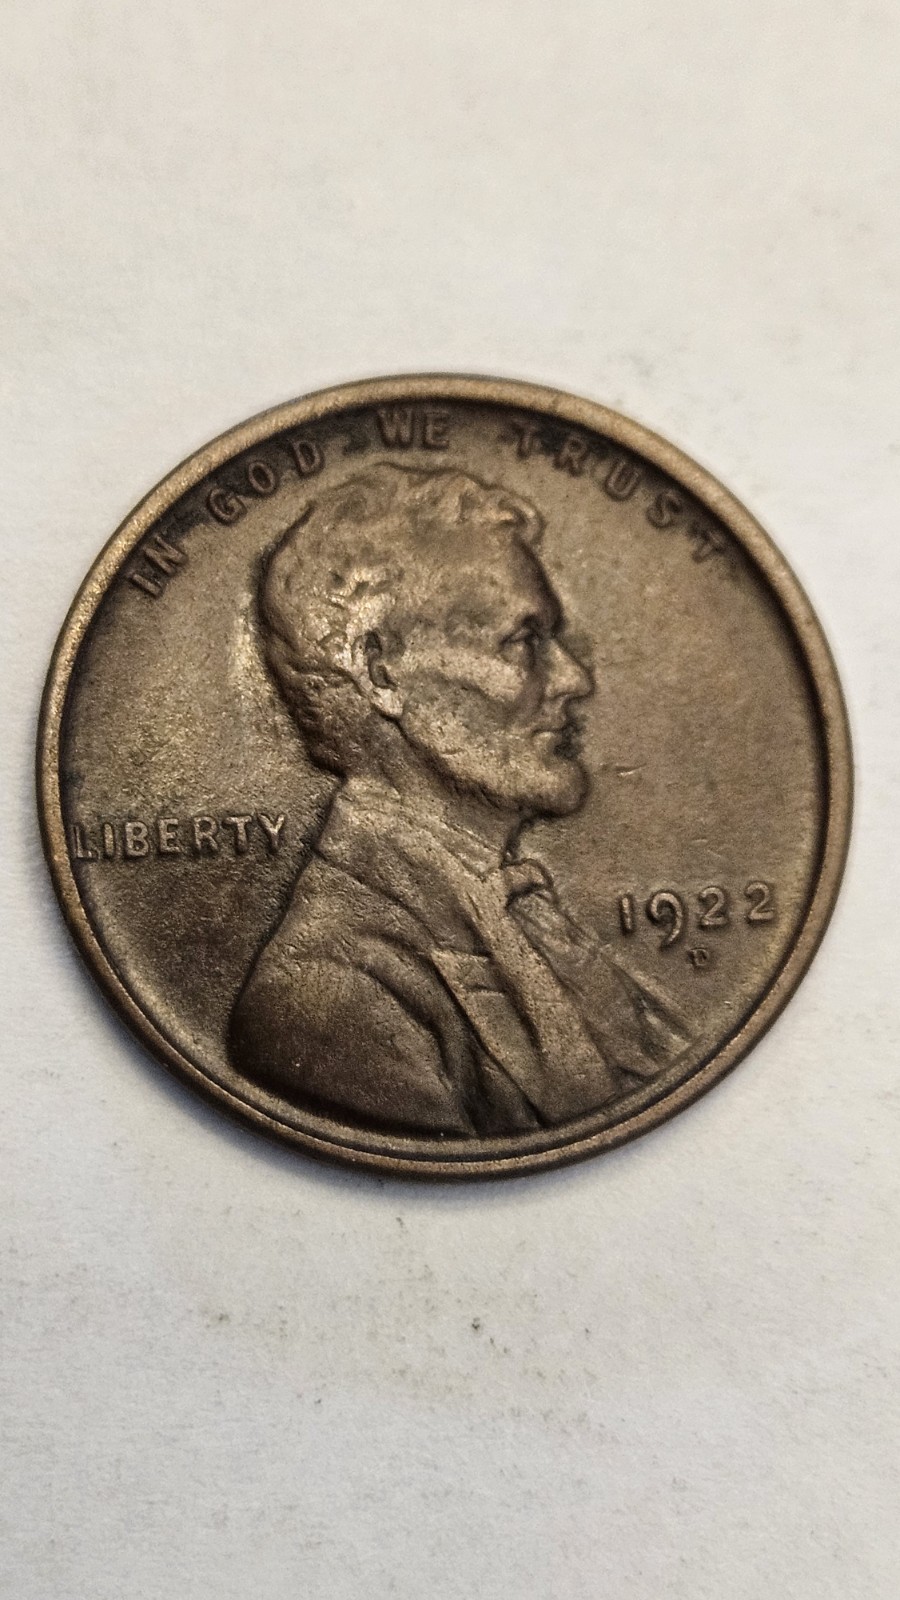 IN GOD WE TRUST
LIBERTY
1922
D